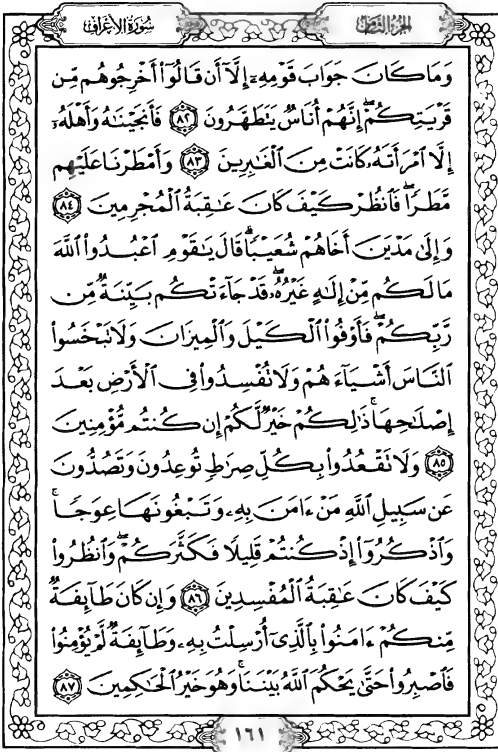 سُورَةُ الأَعْرَافِ
الجُزْءُ الثَّامِنُ
وَمَا كَانَ جَوَابَ قَوْمِهِۦٓ إِلَّآ أَن قَالُوٓا۟ أَخْرِجُوهُم مِّن
قَرْيَتِكُمْ ۖ إِنَّهُمْ أُنَاسٌ يَتَطَهَّرُونَ ٨٢ فَأَنجَيْنَٰهُ وَأَهْلَهُۥٓ
إِلَّا ٱمْرَأَتَهُۥ كَانَتْ مِنَ ٱلْغَٰبِرِينَ ٨٣ وَأَمْطَرْنَا عَلَيْهِم
مَّطَرًا ۖ فَٱنظُرْ كَيْفَ كَانَ عَٰقِبَةُ ٱلْمُجْرِمِينَ ٨٤
وَإِلَىٰ مَدْيَنَ أَخَاهُمْ شُعَيْبًا ۗ قَالَ يَٰقَوْمِ ٱعْبُدُوا۟ ٱللَّهَ
مَا لَكُم مِّنْ إِلَٰهٍ غَيْرُهُۥ ۖ قَدْ جَآءَتْكُم بَيِّنَةٌ مِّن
رَّبِّكُمْ ۖ فَأَوْفُوا۟ ٱلْكَيْلَ وَٱلْمِيزَانَ وَلَا تَبْخَسُوا۟
ٱلنَّاسَ أَشْيَآءَهُمْ وَلَا تُفْسِدُوا۟ فِى ٱلْأَرْضِ بَعْدَ
إِصْلَٰحِهَا ۚ ذَٰلِكُمْ خَيْرٌ لَّكُمْ إِن كُنتُم مُّؤْمِنِينَ
٨٥ وَلَا تَقْعُدُوا۟ بِكُلِّ صِرَٰطٍ تُوعِدُونَ وَتَصُدُّونَ
عَن سَبِيلِ ٱللَّهِ مَنْ ءَامَنَ بِهِۦ وَتَبْغُونَهَا عِوَجًا ۚ
وَٱذْكُرُوٓا۟ إِذْ كُنتُمْ قَلِيلًا فَكَثَّرَكُمْ ۖ وَٱنظُرُوا۟
كَيْفَ كَانَ عَٰقِبَةُ ٱلْمُفْسِدِينَ ٨٦ وَإِن كَانَ طَآئِفَةٌ
مِّنكُمْ ءَامَنُوا۟ بِٱلَّذِىٓ أُرْسِلْتُ بِهِۦ وَطَآئِفَةٌ لَّمْ يُؤْمِنُوا۟
فَٱصْبِرُوا۟ حَتَّىٰ يَحْكُمَ ٱللَّهُ بَيْنَنَا ۚ وَهُوَ خَيْرُ ٱلْحَٰكِمِينَ ٨٧
١٦١